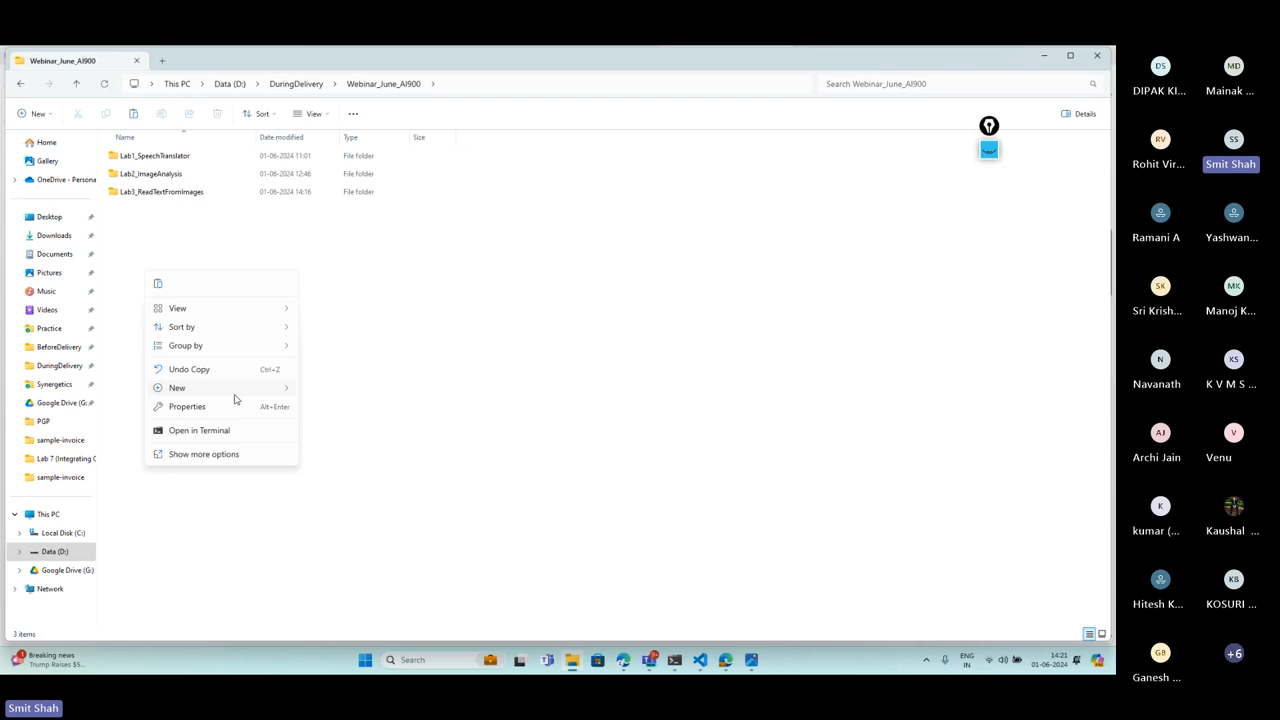 Webinar_June_AI900
This PC
Data (D:)
DuringDelivery
Webinar_June_AI900
Search Webinar_June_AI900
New
Sort
View
Details
Name
Date modified
Type
Size
Lab1_SpeechTranslator
01-06-2024 11:01
File folder
Lab2_ImageAnalysis
01-06-2024 12:46
File folder
Lab3_ReadTextFromImages
01-06-2024 14:16
File folder
Home
Gallery
OneDrive - Persona
Desktop
Downloads
Documents
Pictures
Music
Videos
Practice
BeforeDelivery
DuringDelivery
Synergetics
Google Drive (G:
PGP
sample-invoice
Lab 7 (Integrating C
sample-invoice
This PC
Local Disk (C:)
Data (D:)
Google Drive (G:)
Network
3 items
View
Sort by
Group by
Undo Copy Ctrl+Z
New
Properties Alt+Enter
Open in Terminal
Show more options
DS
DIPAK KI...
MD
Mainak ...
RV
Rohit Vir...
SS
Smit Shah
Ramani A
Yashwan...
SK
Sri Krish...
MK
Manoj K...
N
Navanath
KS
K V M S ...
AJ
Archi Jain
V
Venu
K
kumar (...
Kaushal ...
Hitesh K...
KB
KOSURI ...
GB
Ganesh ...
+6
Breaking news
Trump Raises $5...
Search
ENG
IN
14:21
01-06-2024
Smit Shah